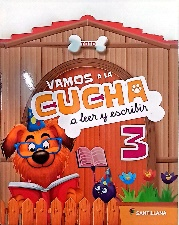 VAMOS A LA
CUCHA
a leer y escribir
3
SANTILLANA